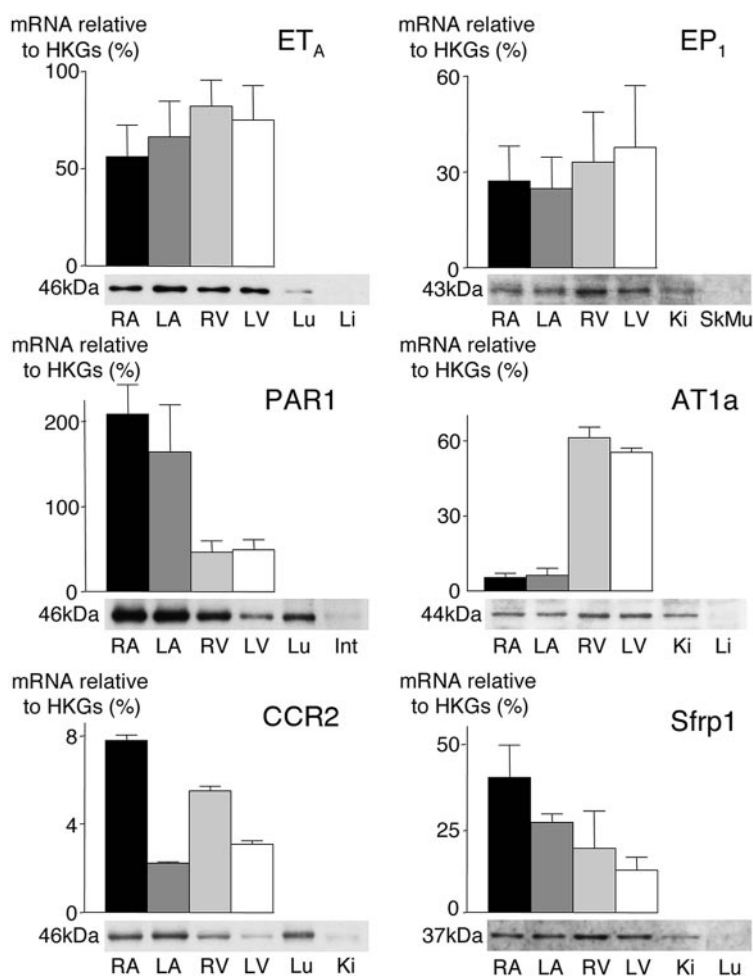 mRNA relative
to HKGs (%)
ET_A
100
50
0
46kDa
RA LA RV LV Lu Li
mRNA relative
to HKGs (%)
EP_1
60
30
0
43kDa
RA LA RV LV Ki SkMu
mRNA relative
to HKGs (%)
PAR1
200
100
0
46kDa
RA LA RV LV Lu Int
mRNA relative
to HKGs (%)
AT1a
60
30
0
44kDa
RA LA RV LV Ki Li
mRNA relative
to HKGs (%)
CCR2
8
4
0
46kDa
RA LA RV LV Lu Ki
mRNA relative
to HKGs (%)
Sfrp1
50
25
0
37kDa
RA LA RV LV Ki Lu